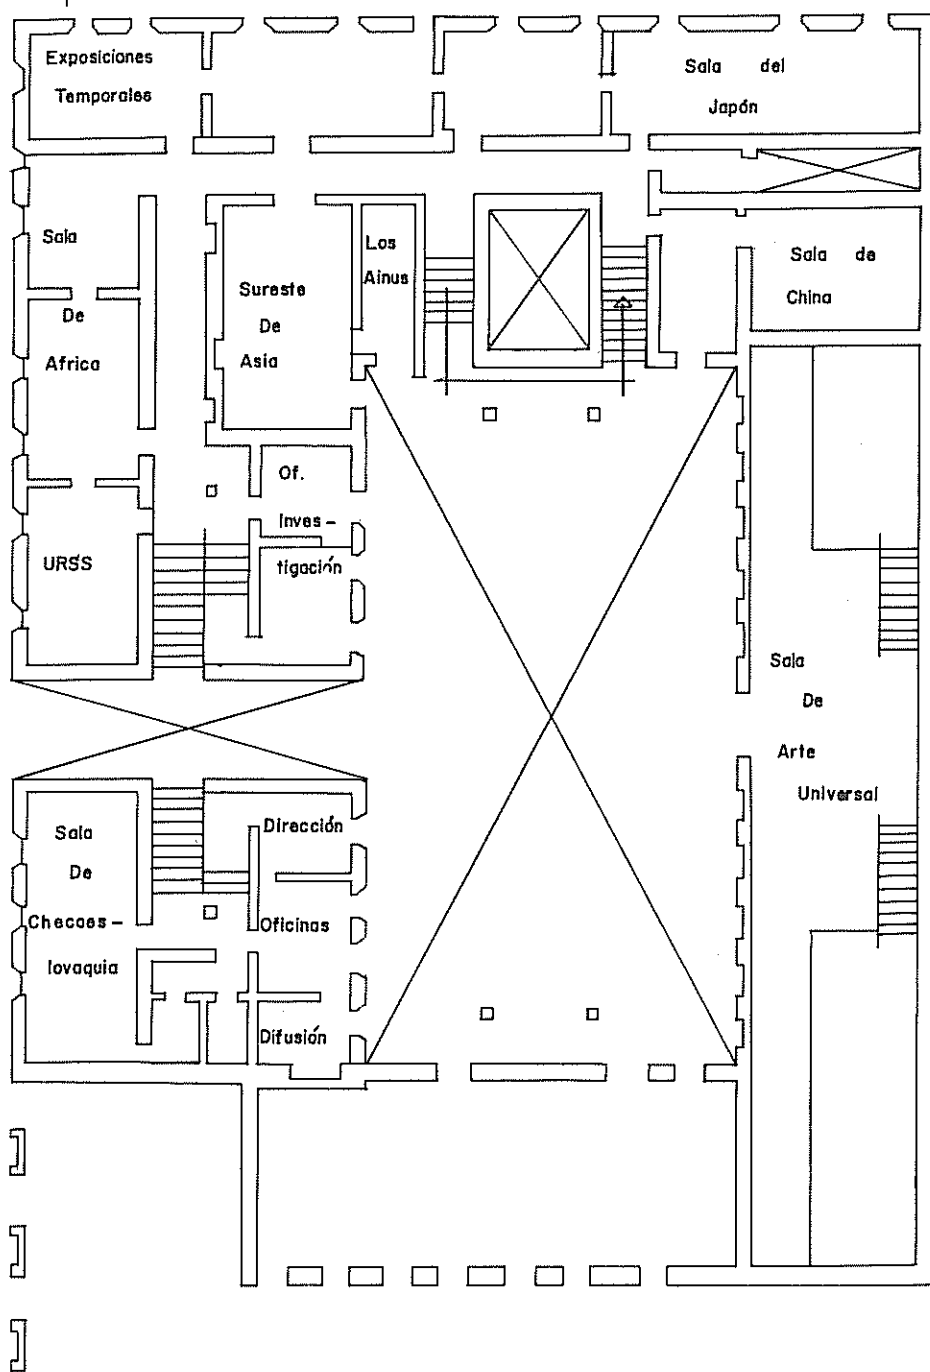 Exposiciones
Temporales
Sala del
Japón
Sala
De
Africa
Sureste
De
Asia
Los
Ainus
Sala de
China
URSS
Of.
Inves-
tigación
Sala
De
Arte
Universal
Sala
De
Checoes-
lovaquia
Dirección
Oficinas
Difusión